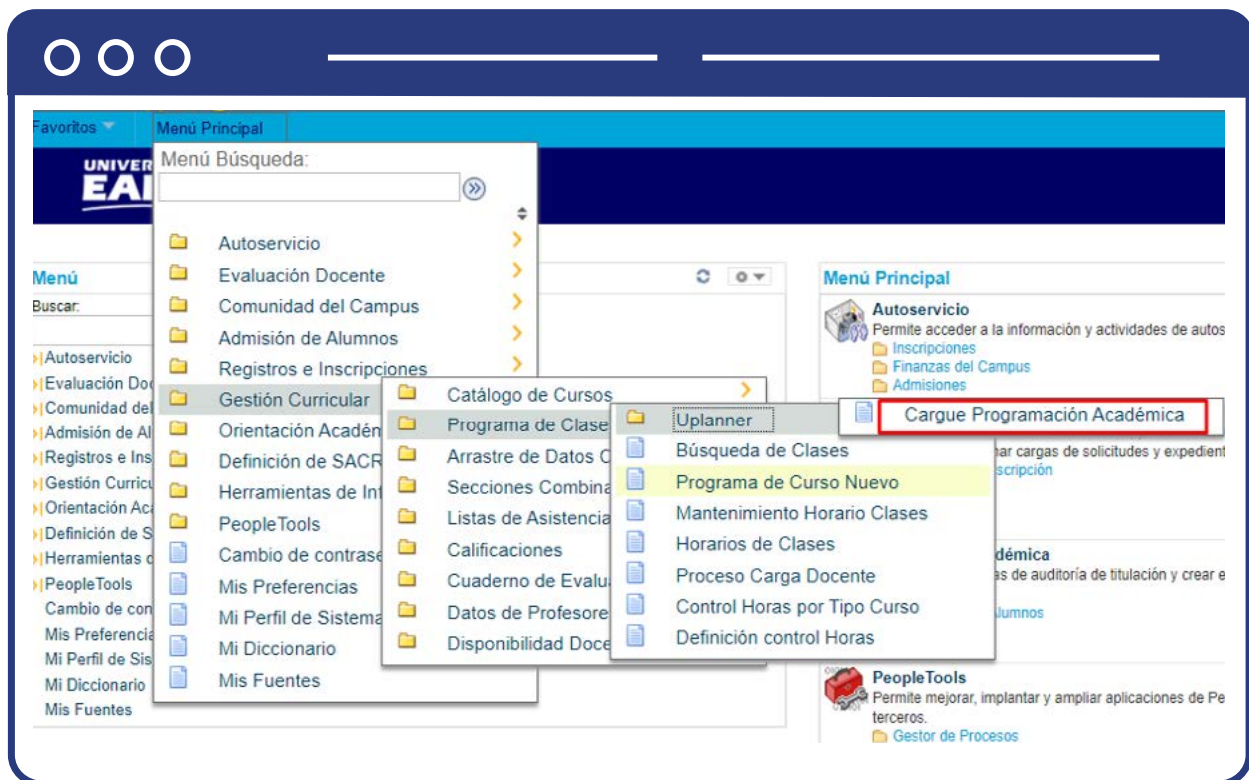 Favoritos
Menú Principal
UNIVER
EA
Menú Búsqueda:
Autoservicio
Evaluación Docente
Comunidad del Campus
Admisión de Alumnos
Registros e Inscripciones
Gestión Curricular
Orientación Académ
Definición de SACR
Herramientas de Inf
PeopleTools
Cambio de contrase
Mis Preferencias
Mi Perfil de Sistema
Mi Diccionario
Mis Fuentes
Menú
Buscar:
Autoservicio
Evaluación Doc
Comunidad del
Admisión de Al
Registros e Ins
Gestión Curricu
Orientación Aca
Definición de S
Herramientas d
PeopleTools
Cambio de con
Mis Preferencia
Mi Perfil de Sis
Mi Diccionario
Mis Fuentes
Catálogo de Cursos
Programa de Clase
Arrastre de Datos C
Secciones Combina
Listas de Asistencia
Calificaciones
Cuaderno de Evalu
Datos de Profesore
Disponibilidad Doce
Uplanner
Búsqueda de Clases
Programa de Curso Nuevo
Mantenimiento Horario Clases
Horarios de Clases
Proceso Carga Docente
Control Horas por Tipo Curso
Definición control Horas
Cargue Programación Académica
Menú Principal
Autoservicio
Permite acceder a la información y actividades de autos
Inscripciones
Finanzas del Campus
Admisiones
nar cargas de solicitudes y expedient
scripción
démica
as de auditoría de titulación y crear e
Alumnos
PeopleTools
Permite mejorar, implantar y ampliar aplicaciones de Pe
terceros.
Gestor de Procesos